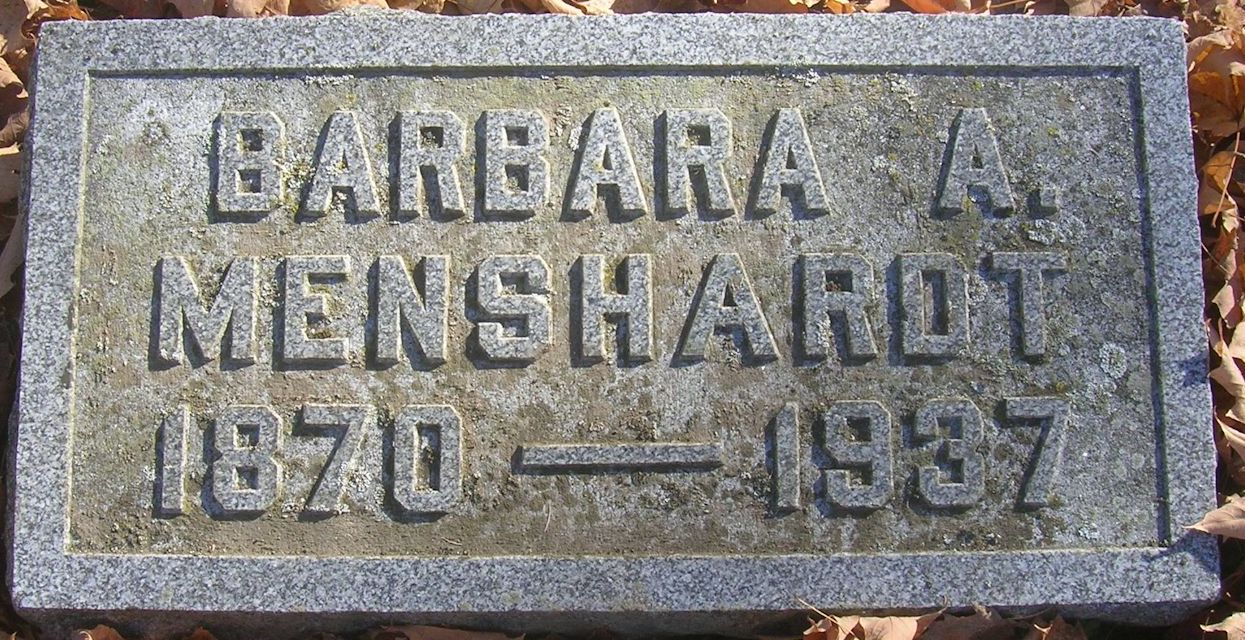 BARBARA A.
MENSHARDT
1870 — 1937